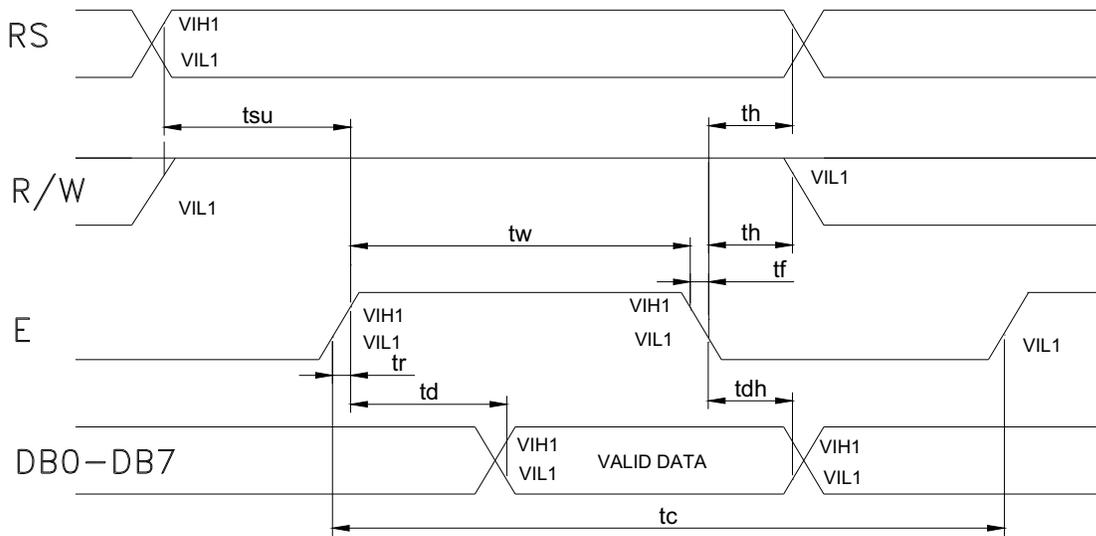 RS
VIH1
VIL1
tsu
th
R/W
VIL1
VIL1
tw
th
tf
E
VIH1
VIL1
VIH1
VIL1
VIL1
tr
td
tdh
DB0-DB7
VIH1
VIL1
VALID DATA
VIH1
VIL1
tc